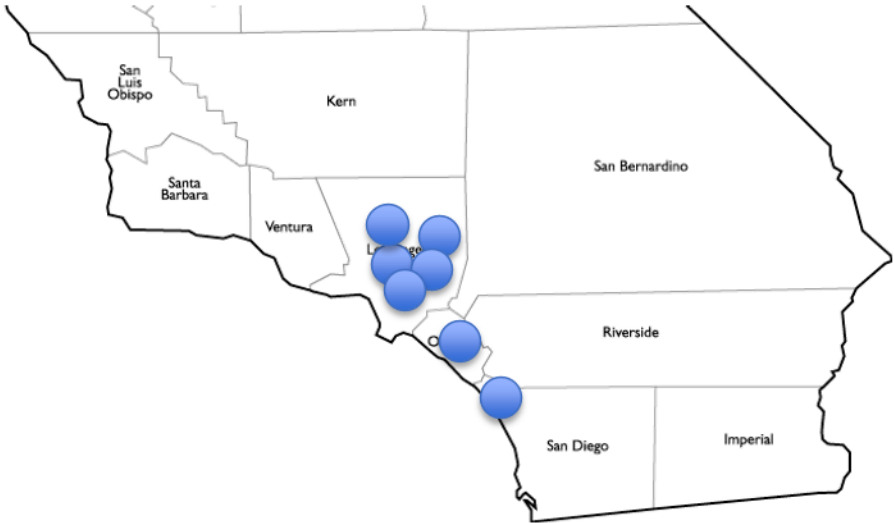 San
Luis
Obispo
Kern
San Bernardino
Santa
Barbara
Ventura
Riverside
San Diego
Imperial